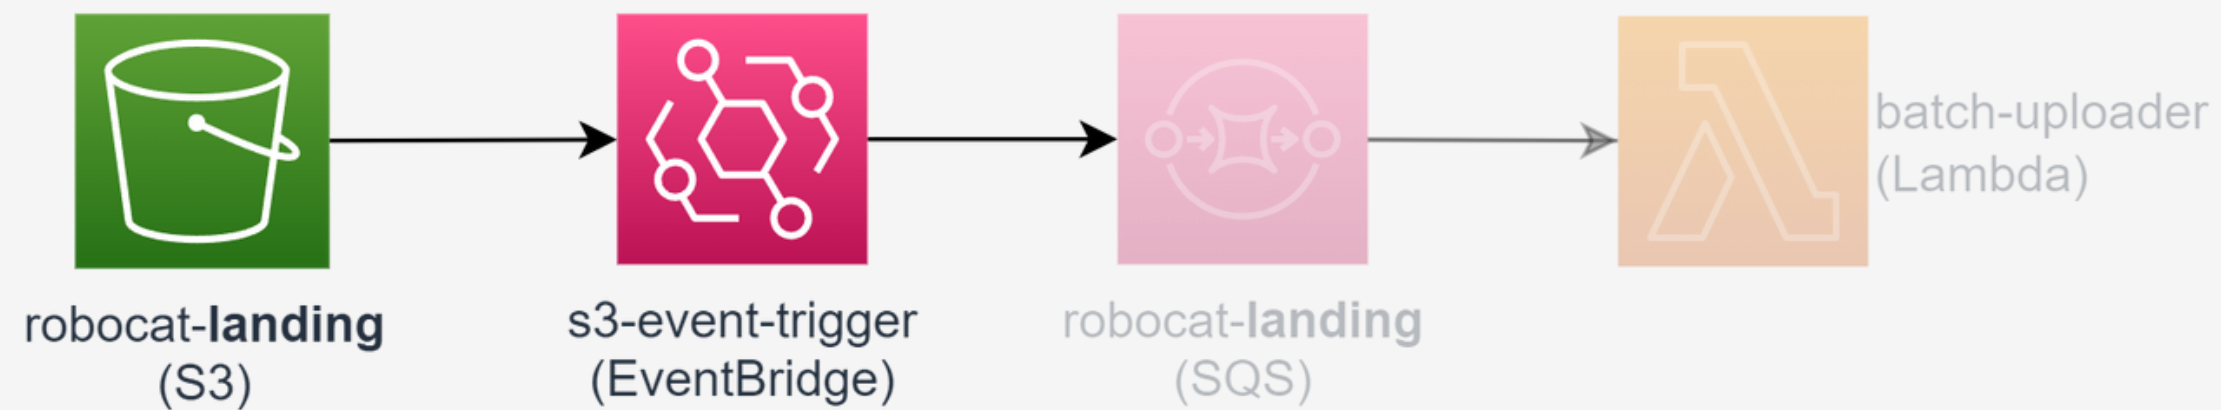 robocat-landing
(S3)
s3-event-trigger
(EventBridge)
robocat-landing
(SQS)
batch-uploader
(Lambda)